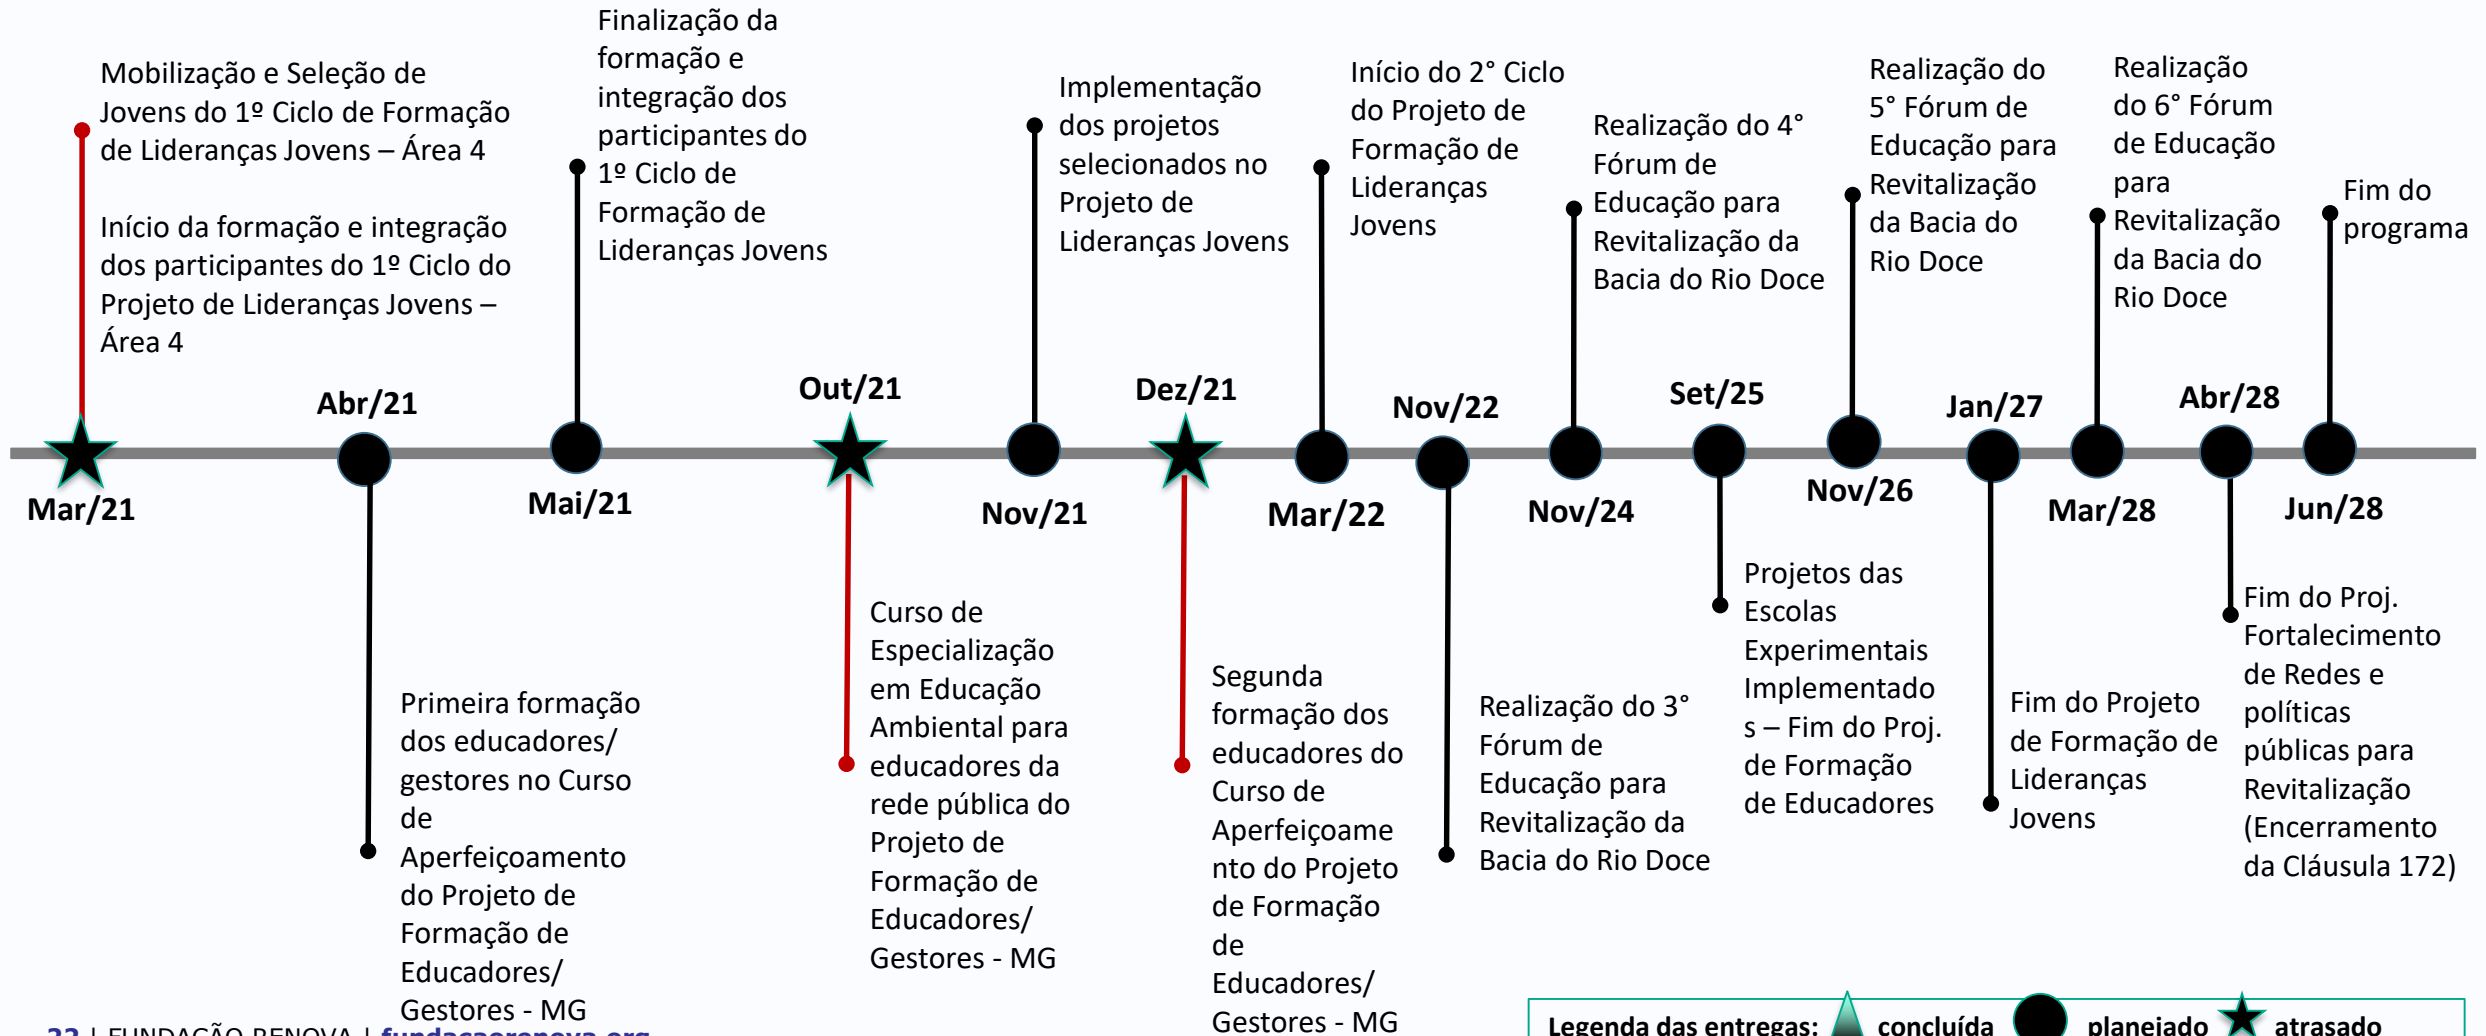 Mobilização e Seleção de
Jovens do 1º Ciclo de Formação
de Lideranças Jovens – Área 4
Início da formação e integração
dos participantes do 1º Ciclo do
Projeto de Lideranças Jovens –
Área 4
Finalização da
formação e
integração dos
participantes do
1º Ciclo de
Formação de
Lideranças Jovens
Implementação
dos projetos
selecionados no
Projeto de
Lideranças Jovens
Início do 2° Ciclo
do Projeto de
Formação de
Lideranças
Jovens
Realização do 4°
Fórum de
Educação para
Revitalização da
Bacia do Rio Doce
Realização do
5° Fórum de
Educação para
Revitalização
da Bacia do
Rio Doce
Realização
do 6° Fórum
de Educação
para
Revitalização
da Bacia do
Rio Doce
Fim do
programa
Mar/21
Abr/21
Mai/21
Out/21
Nov/21
Dez/21
Mar/22
Nov/22
Nov/24
Set/25
Nov/26
Jan/27
Mar/28
Abr/28
Jun/28
Primeira formação
dos educadores/
gestores no Curso
de
Aperfeiçoamento
do Projeto de
Formação de
Educadores/
Gestores - MG
Curso de
Especialização
em Educação
Ambiental para
educadores da
rede pública do
Projeto de
Formação de
Educadores/
Gestores - MG
Segunda
formação dos
educadores do
Curso de
Aperfeiçoame
nto do Projeto
de Formação
de
Educadores/
Gestores - MG
Realização do 3°
Fórum de
Educação para
Revitalização da
Bacia do Rio Doce
Projetos das
Escolas
Experimentais
Implementado
s – Fim do Proj.
de Formação
de Educadores
Fim do Projeto
de Formação de
Lideranças
Jovens
Fim do Proj.
Fortalecimento
de Redes e
políticas
públicas para
Revitalização
(Encerramento
da Cláusula 172)
22 | FUNDAÇÃO RENOVA | fundacaorenova.org
Legenda das entregas: concluída planejado atrasado